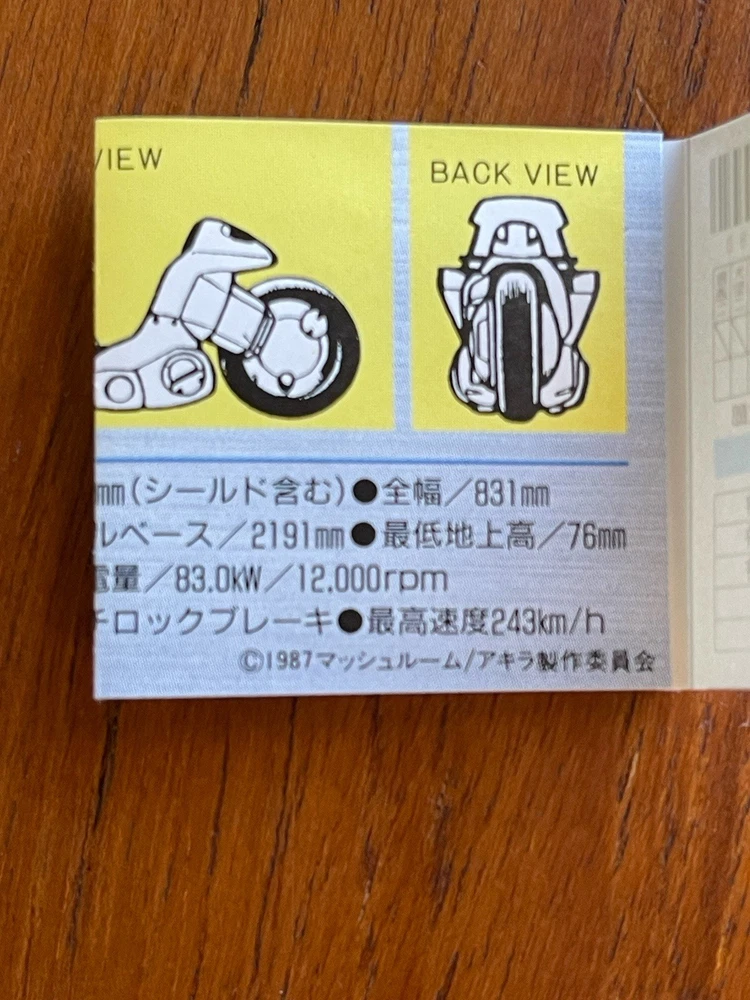 VIEW
BACK VIEW
mm(シールド含む)●全幅/831mm
ルベース/2191mm●最低地上高/76mm
電量/83.0kW/12,000rpm
チロックブレーキ●最高速度243km/h
©1987マッシュルーム/アキラ製作委員会